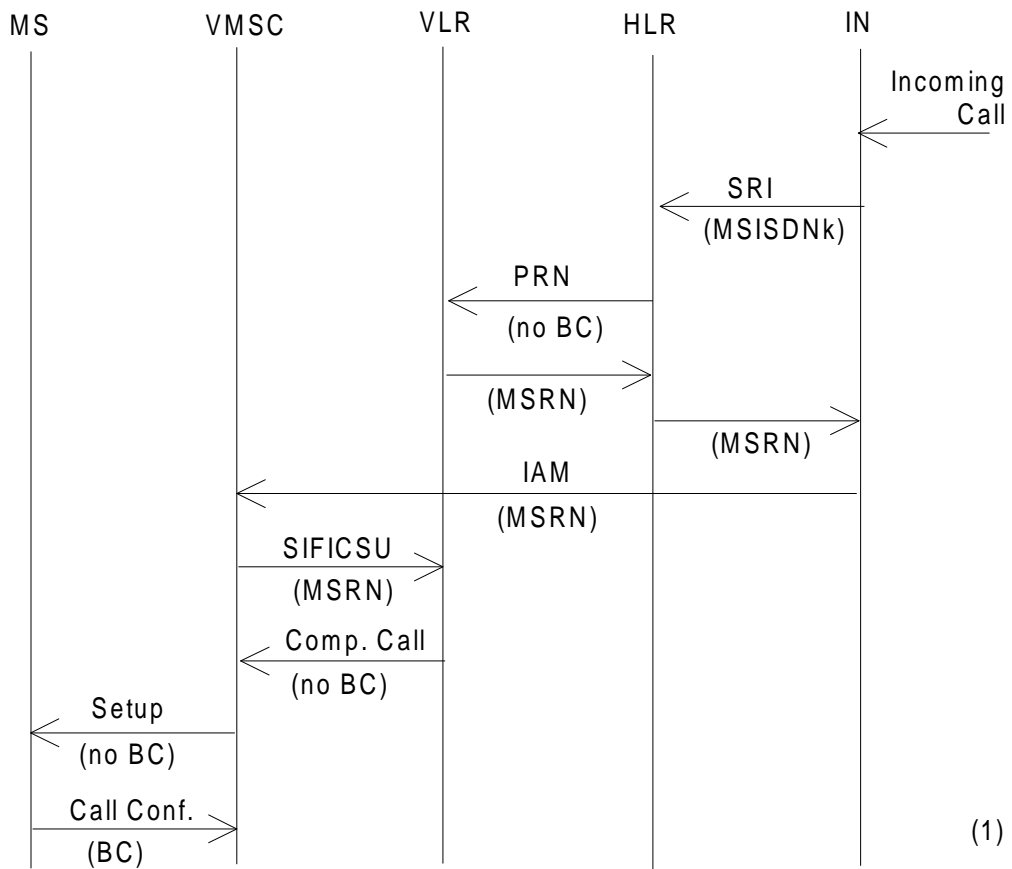 MS VMSC VLR HLR IN
Incoming
Call
SRI
(MSISDNk)
PRN
(no BC)
(MSRN)
(MSRN)
IAM
(MSRN)
SIFICSU
(MSRN)
Comp. Call
(no BC)
Setup
(no BC)
Call Conf.
(BC)
(1)